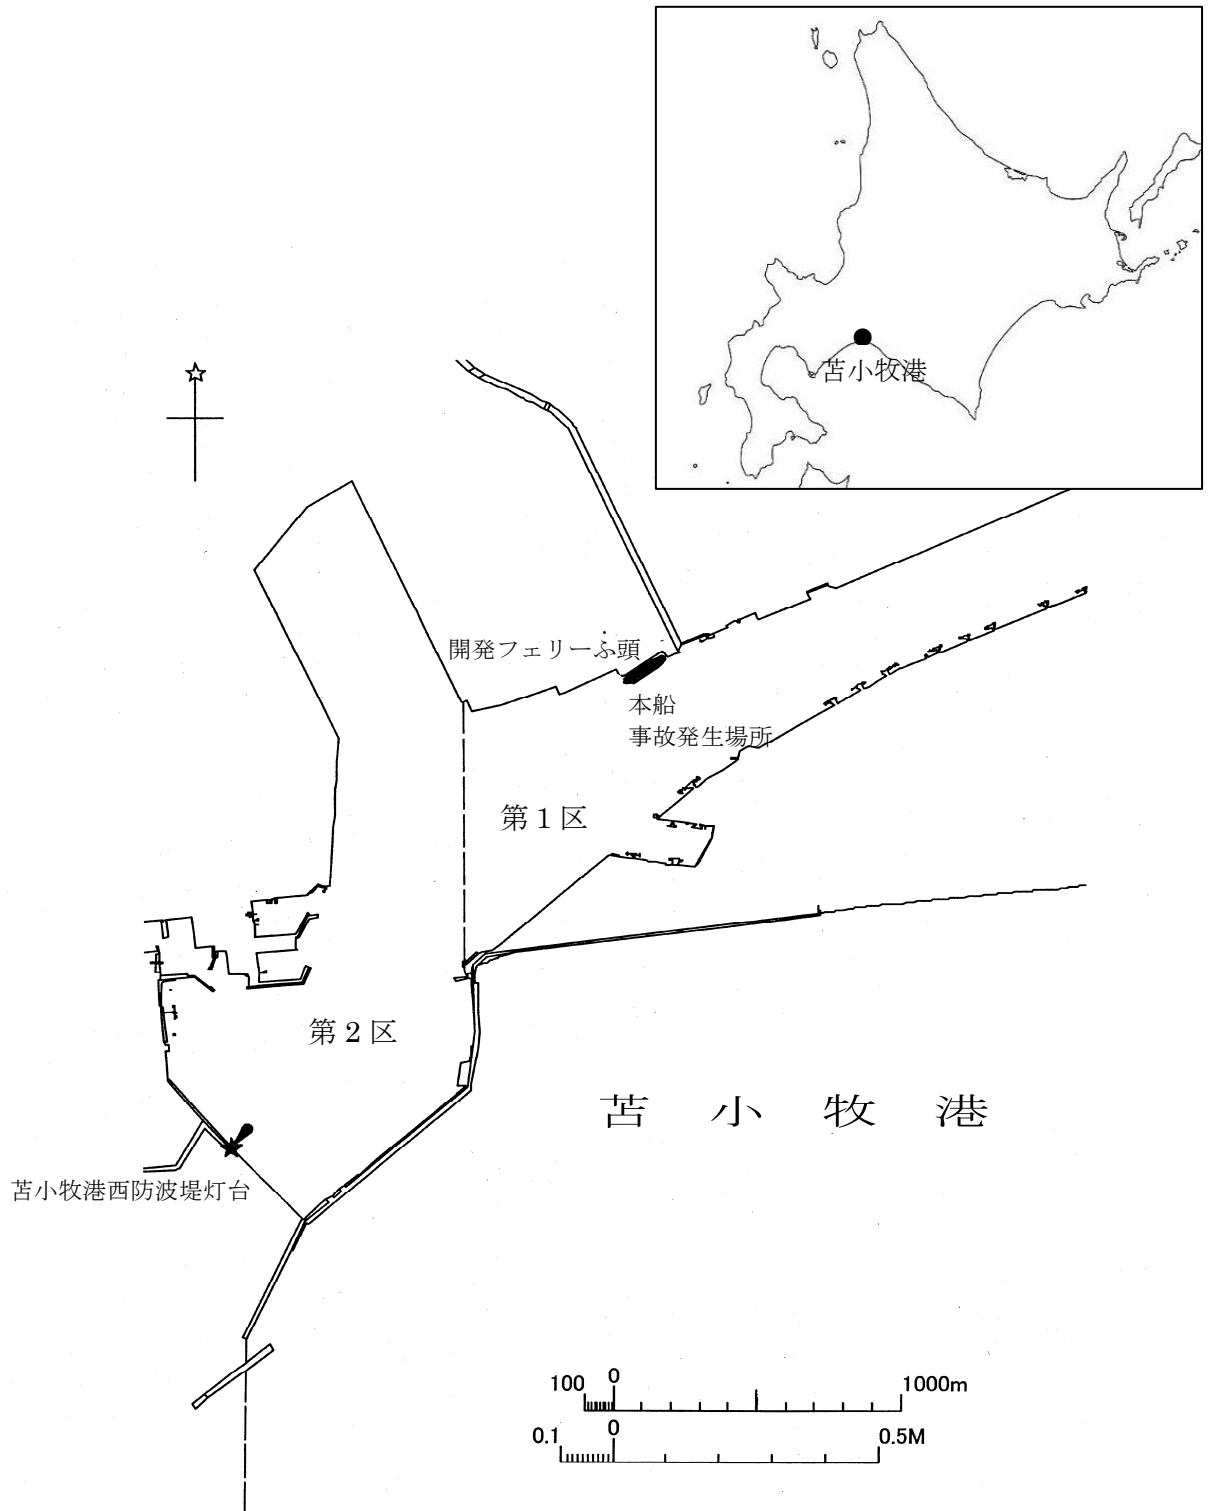 苫小牧港
開発フェリーふ頭
本船
事故発生場所
第1区
第2区
苫小牧港
苫小牧港西防波堤灯台
100 0 1000m
0.1 0 0.5M